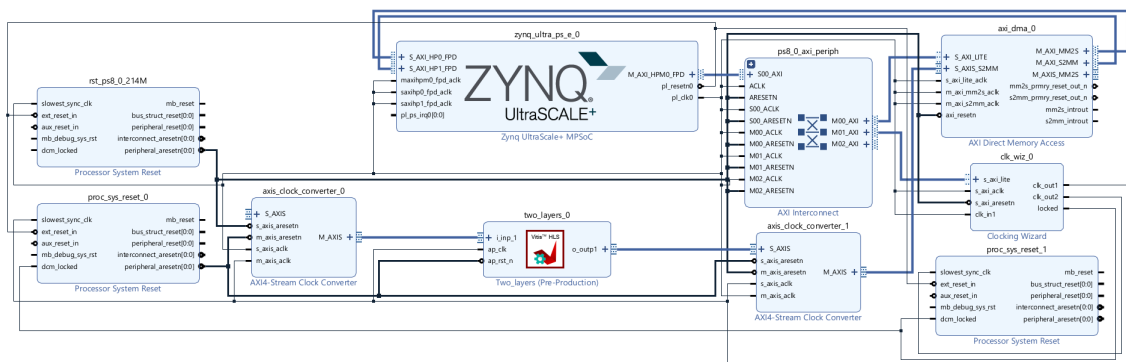 zynq_ultra_ps_e_0
S_AXI_HP0_FPD
S_AXI_HP1_FPD
maxihpm0_fpd_aclk
saxihp0_fpd_aclk
saxihp1_fpd_aclk
pl_ps_irq0[0:0]
ZYNQ
UltraSCALE+
M_AXI_HPM0_FPD
pl_resetn0
pl_clk0
Zynq UltraScale+ MPSoC
ps8_0_axi_periph
S00_AXI
ACLK
ARESETN
S00_ACLK
S00_ARESETN
M00_ACLK
M00_ARESETN
M01_ACLK
M01_ARESETN
M02_ACLK
M02_ARESETN
M00_AXI
M01_AXI
M02_AXI
AXI Interconnect
axi_dma_0
S_AXI_LITE
S_AXIS_S2MM
s_axi_lite_aclk
m_axi_mm2s_aclk
m_axi_s2mm_aclk
axi_resetn
M_AXI_MM2S
M_AXI_S2MM
M_AXIS_MM2S
mm2s_prmry_reset_out_n
s2mm_prmry_reset_out_n
mm2s_introut
s2mm_introut
AXI Direct Memory Access
rst_ps8_0_214M
slowest_sync_clk
ext_reset_in
aux_reset_in
mb_debug_sys_rst
dcm_locked
mb_reset
bus_struct_reset[0:0]
peripheral_reset[0:0]
interconnect_aresetn[0:0]
peripheral_aresetn[0:0]
Processor System Reset
clk_wiz_0
s_axi_lite
s_axi_aclk
s_axi_aresetn
clk_in1
clk_out1
clk_out2
locked
Clocking Wizard
proc_sys_reset_0
slowest_sync_clk
ext_reset_in
aux_reset_in
mb_debug_sys_rst
dcm_locked
mb_reset
bus_struct_reset[0:0]
peripheral_reset[0:0]
interconnect_aresetn[0:0]
peripheral_aresetn[0:0]
Processor System Reset
axis_clock_converter_0
S_AXIS
s_axis_aresetn
m_axis_aresetn
s_axis_aclk
m_axis_aclk
M_AXIS
AXI4-Stream Clock Converter
two_layers_0
i_inp_1
ap_clk
ap_rst_n
Vitis™ HLS
o_outp1
Two_layers (Pre-Production)
axis_clock_converter_1
S_AXIS
s_axis_aresetn
m_axis_aresetn
s_axis_aclk
m_axis_aclk
M_AXIS
AXI4-Stream Clock Converter
proc_sys_reset_1
slowest_sync_clk
ext_reset_in
aux_reset_in
mb_debug_sys_rst
dcm_locked
mb_reset
bus_struct_reset[0:0]
peripheral_reset[0:0]
interconnect_aresetn[0:0]
peripheral_aresetn[0:0]
Processor System Reset